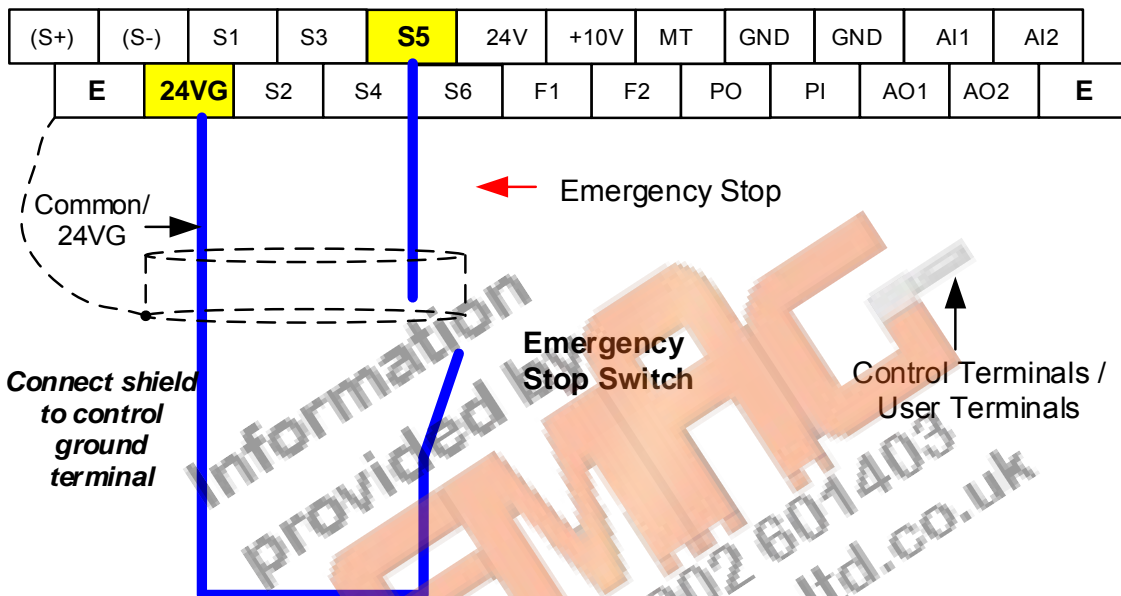 (S+) (S-) S1 S3 S5 24V +10V MT GND GND AI1 AI2
E 24VG S2 S4 S6 F1 F2 PO PI AO1 AO2 E
Emergency Stop
Common/
24VG
Emergency
Stop Switch
Control Terminals /
User Terminals
Connect shield
to control
ground
terminal
Information
provided by
601403
ltd.co.uk